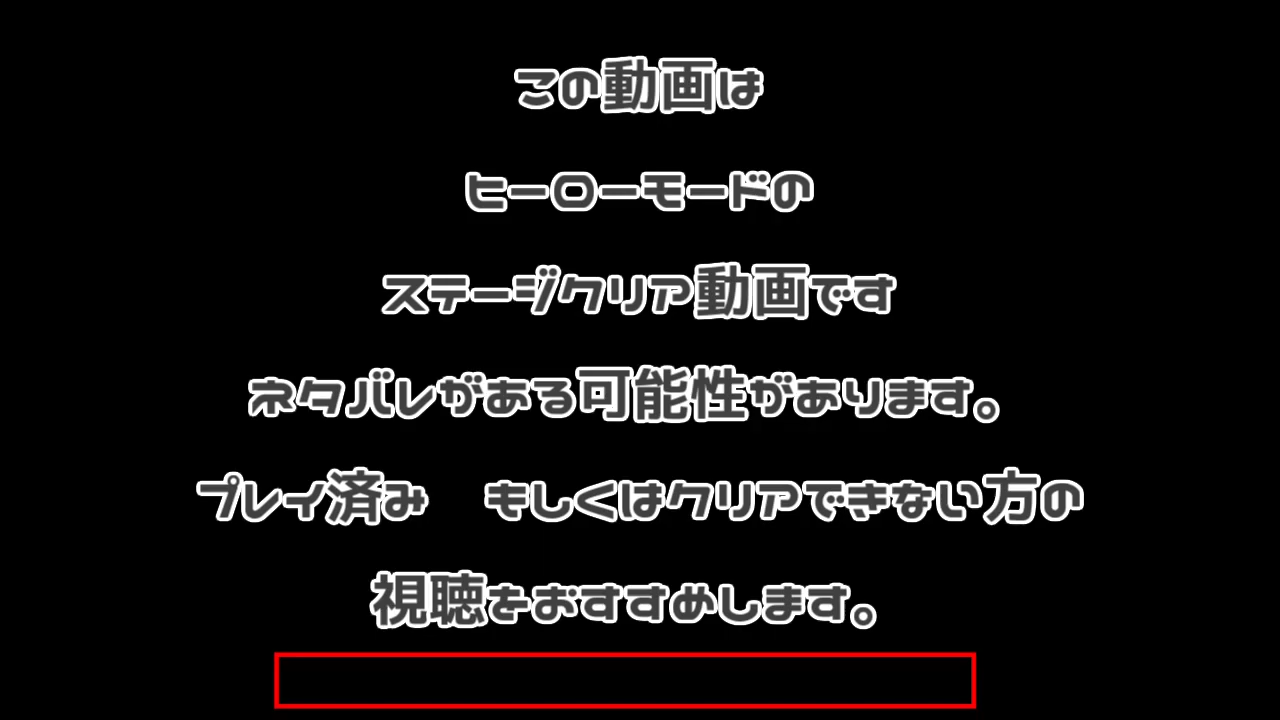 この動画は
ヒーローモードの
ステージクリア動画です
ネタバレがある可能性があります。
プレイ済み　もしくはクリアできない方の
視聴をおすすめします。